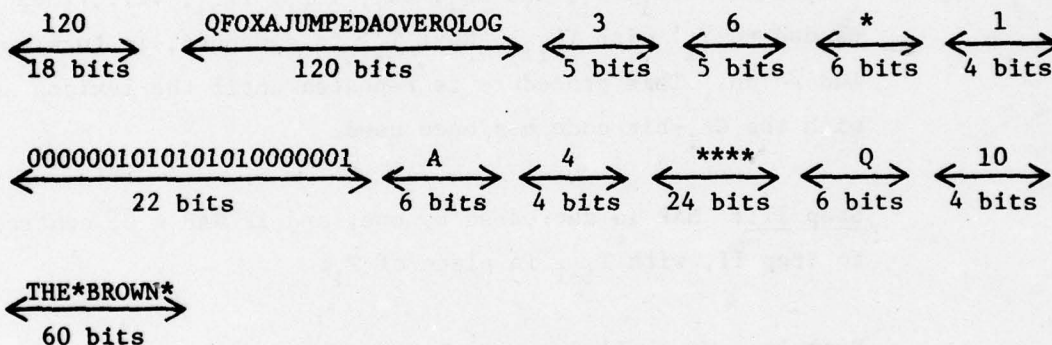 120 QFOXAJUMPEDAOVERQLOG 3 6 * 1
18 bits 120 bits 5 bits 5 bits 6 bits 4 bits
0000001010101010000001 A 4 **** Q 10
22 bits 6 bits 4 bits 24 bits 6 bits 4 bits
THE*BROWN*
60 bits